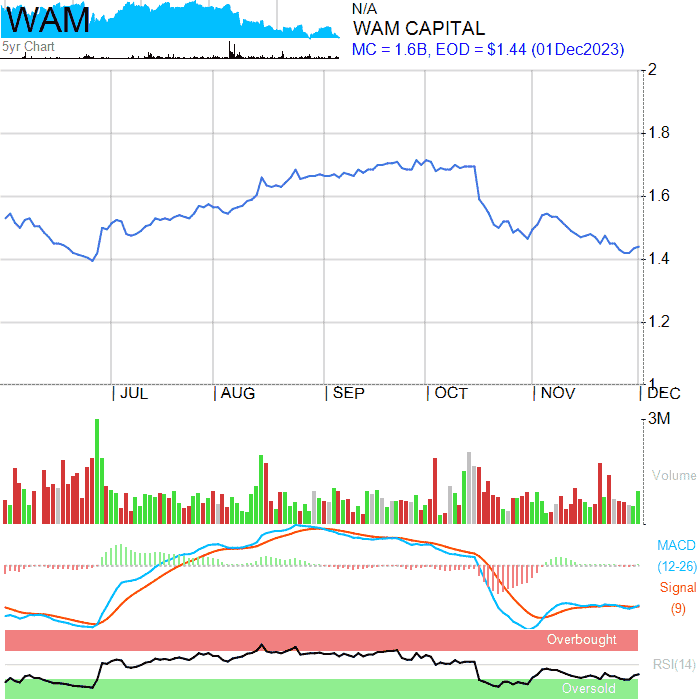 WAM
5yr Chart
N/A
WAM CAPITAL
MC = 1.6B, EOD = $1.44 (01Dec2023)
2
1.8
1.6
1.4
1.2
1
JUL
AUG
SEP
OCT
NOV
DEC
3M
Volume
MACD
(12-26)
Signal
(9)
Overbought
RSI(14)
Oversold